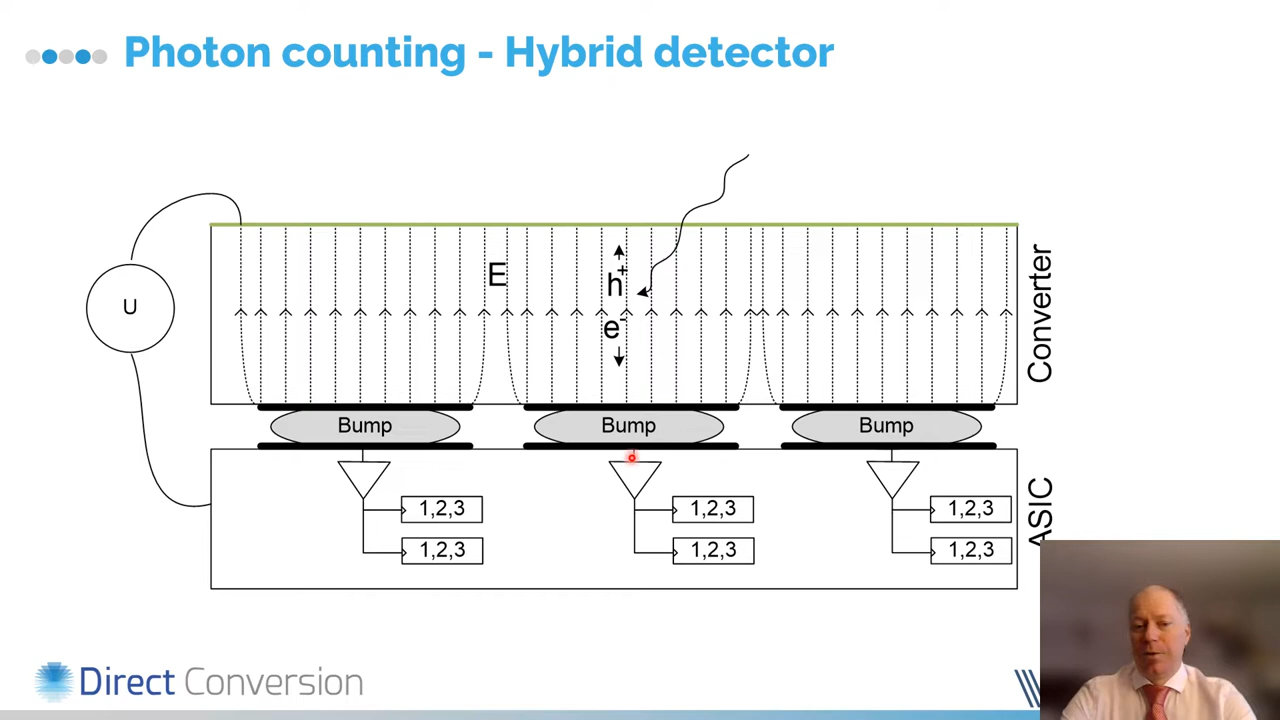 Photon counting - Hybrid detector
U
E
h+
e-
Converter
Bump Bump Bump
1,2,3 1,2,3 1,2,3
1,2,3 1,2,3 1,2,3
ASIC
Direct Conversion